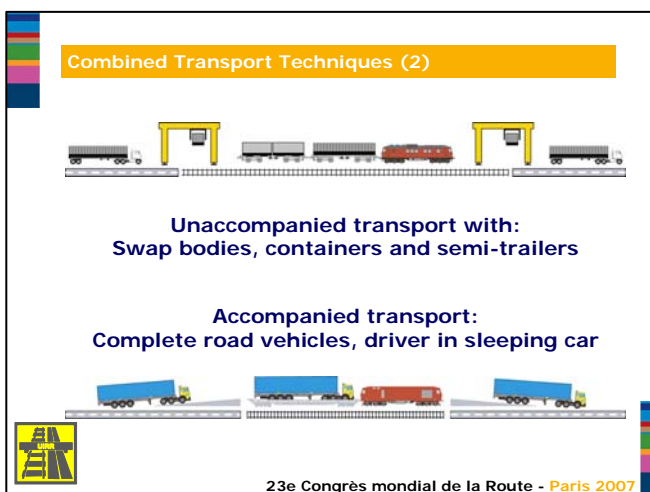 Combined Transport Techniques (2)
Unaccompanied transport with:
Swap bodies, containers and semi-trailers
Accompanied transport:
Complete road vehicles, driver in sleeping car
UIRR
23e Congrès mondial de la Route - Paris 2007